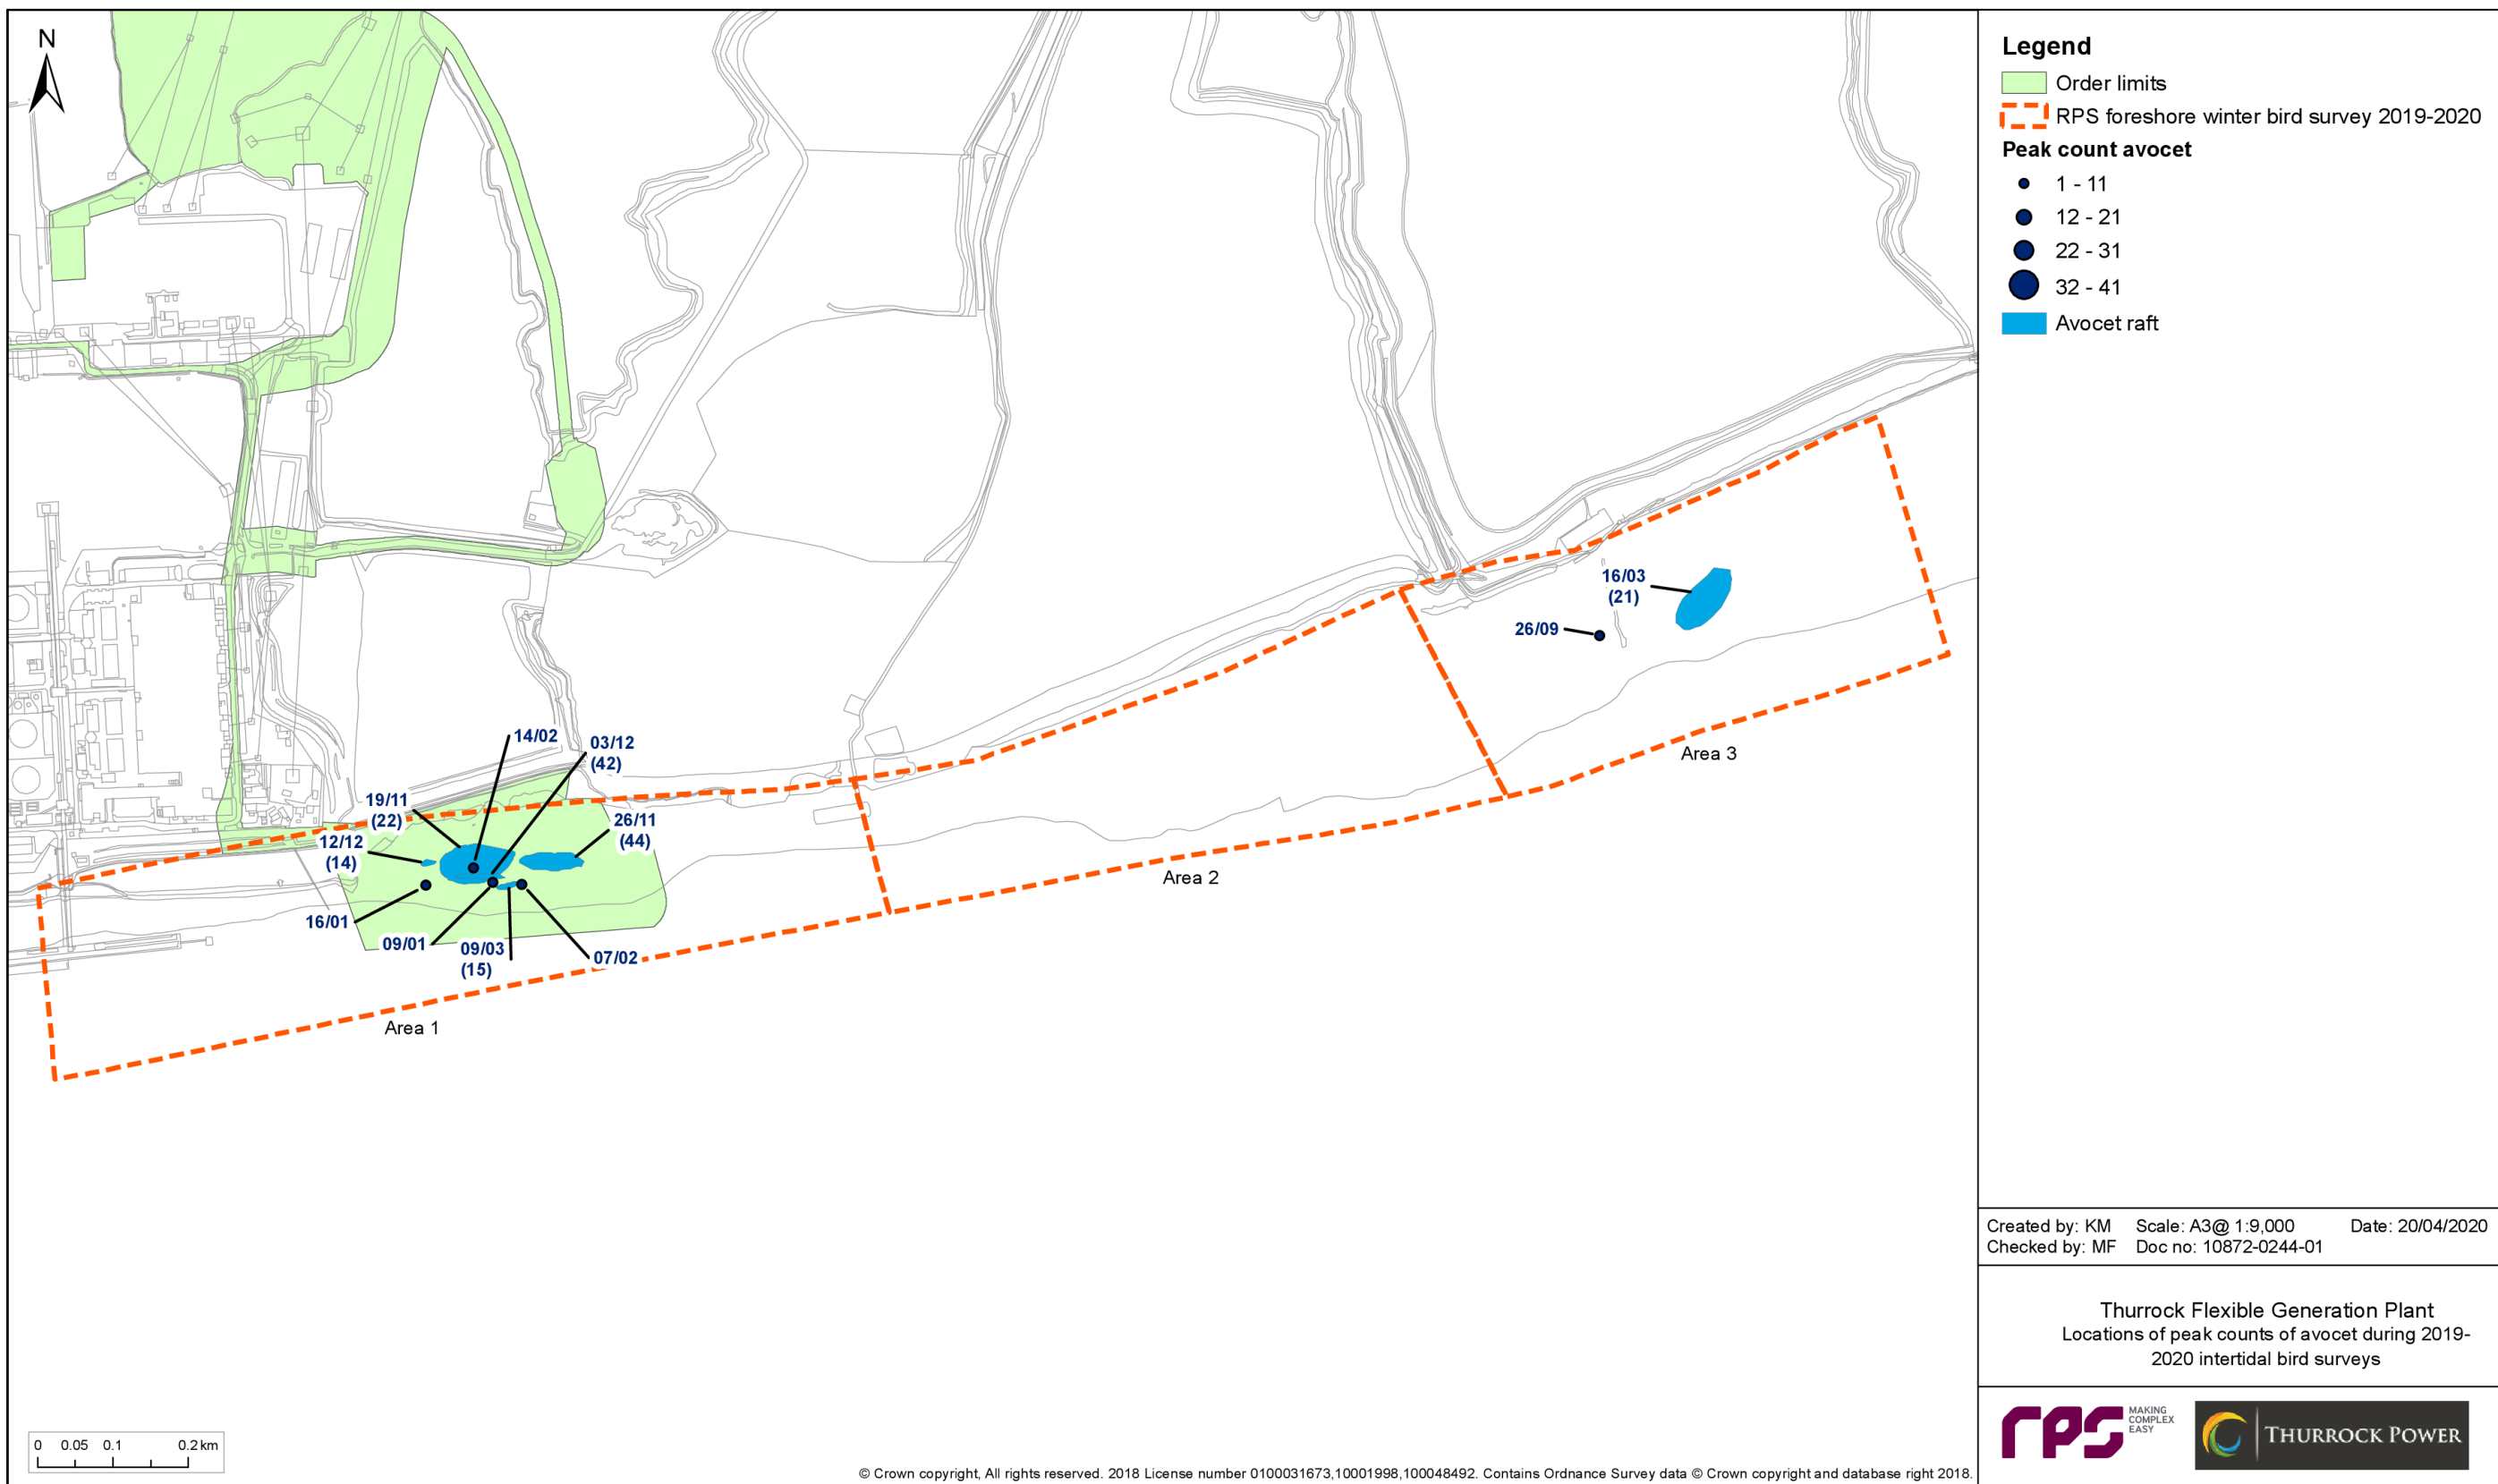 N
Legend
Order limits
RPS foreshore winter bird survey 2019-2020
Peak count avocet
1 - 11
12 - 21
22 - 31
32 - 41
Avocet raft
16/03
(21)
26/09
14/02
03/12
(42)
19/11
(22)
26/11
(44)
12/12
(14)
16/01
09/01
09/03
(15)
07/02
Area 3
Area 2
Area 1
Created by: KM Scale: A3@ 1:9,000 Date: 20/04/2020
Checked by: MF Doc no: 10872-0244-01
Thurrock Flexible Generation Plant
Locations of peak counts of avocet during 2019-
2020 intertidal bird surveys
rps MAKING
COMPLEX
EASY
THURROCK POWER
0 0.05 0.1 0.2 km
© Crown copyright, All rights reserved. 2018 License number 0100031673,10001998,100048492. Contains Ordnance Survey data © Crown copyright and database right 2018.